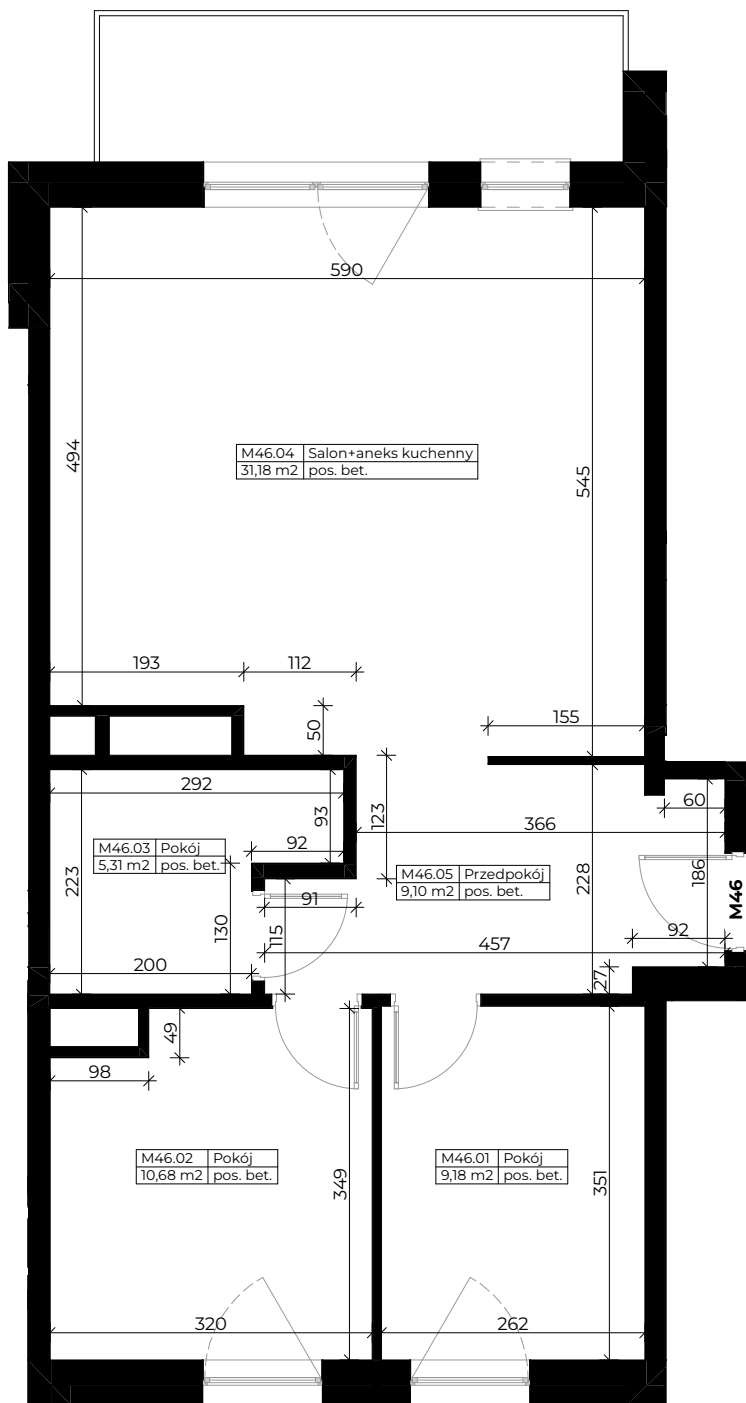 590
494
545
M46.04 Salon+aneks kuchenny
31,18 m2 pos. bet.
193
112
50
155
292
93
123
60
366
92
M46.03 Pokój
5,31 m2 pos. bet.
223
M46.05 Przedpokój
9,10 m2 pos. bet.
228
186
M46
91
130
115
92
457
200
27
49
98
M46.02 Pokój
10,68 m2 pos. bet.
349
M46.01 Pokój
9,18 m2 pos. bet.
351
320
262